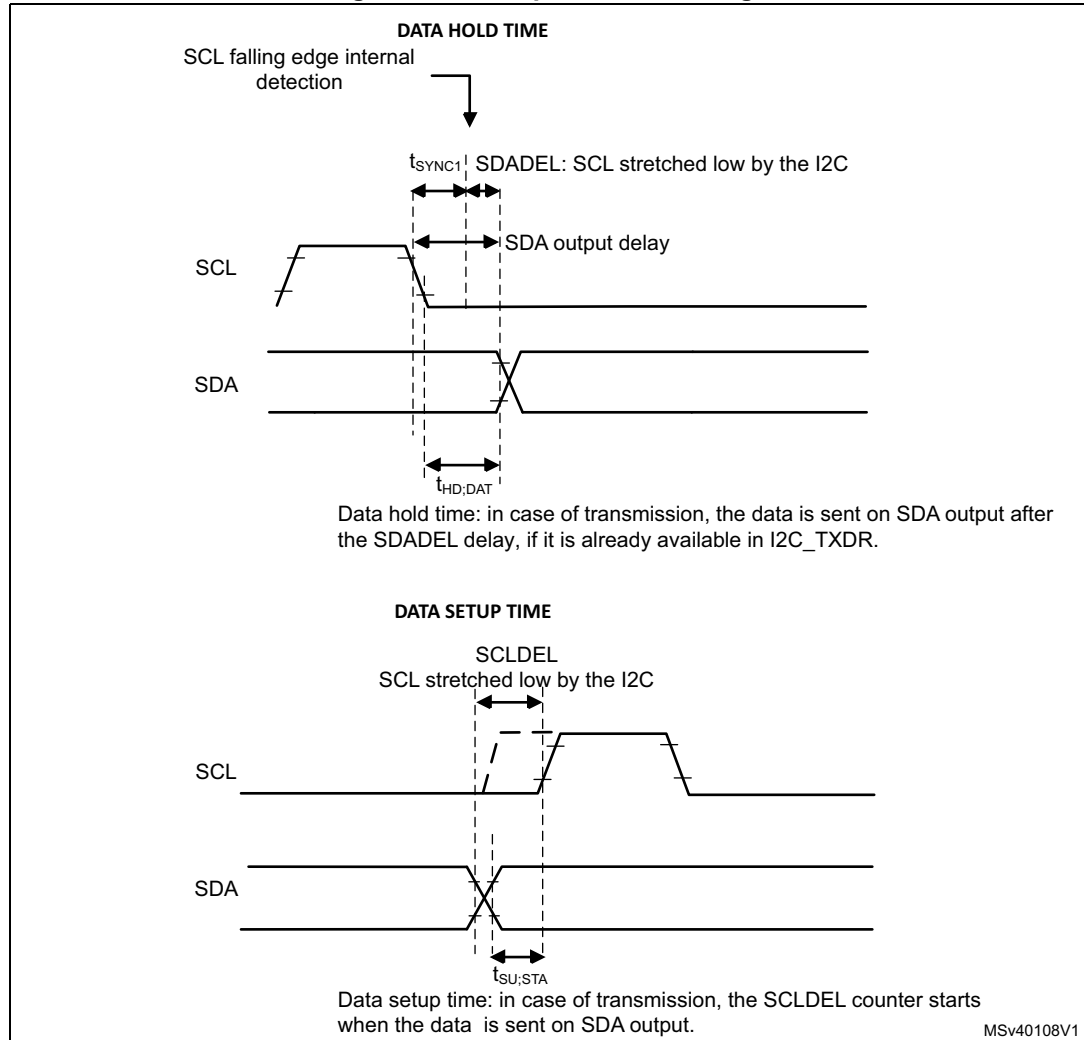 DATA HOLD TIME
SCL falling edge internal
detection
tSYNC1 SDADEL: SCL stretched low by the I2C
SDA output delay
SCL
SDA
tHD;DAT
Data hold time: in case of transmission, the data is sent on SDA output after
the SDADEL delay, if it is already available in I2C_TXDR.
DATA SETUP TIME
SCLDEL
SCL stretched low by the I2C
SCL
SDA
tSU;STA
Data setup time: in case of transmission, the SCLDEL counter starts
when the data is sent on SDA output.
MSv40108V1